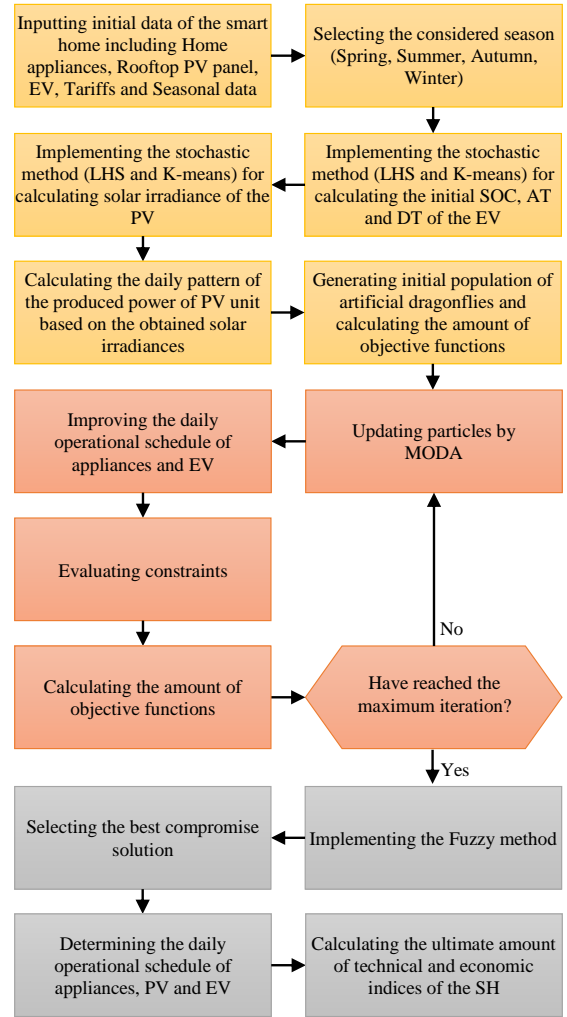 Inputting initial data of the smart
home including Home
appliances, Rooftop PV panel,
EV, Tariffs and Seasonal data
Selecting the considered season
(Spring, Summer, Autumn,
Winter)
Implementing the stochastic
method (LHS and K-means) for
calculating the initial SOC, AT
and DT of the EV
Implementing the stochastic
method (LHS and K-means) for
calculating solar irradiance of the
PV
Calculating the daily pattern of
the produced power of PV unit
based on the obtained solar
irradiances
Generating initial population of
artificial dragonflies and
calculating the amount of
objective functions
Updating particles by
MODA
Improving the daily
operational schedule of
appliances and EV
Evaluating constraints
Calculating the amount of
objective functions
Have reached the
maximum iteration?
No
Yes
Implementing the Fuzzy method
Selecting the best compromise
solution
Determining the daily
operational schedule of
appliances, PV and EV
Calculating the ultimate amount
of technical and economic
indices of the SH